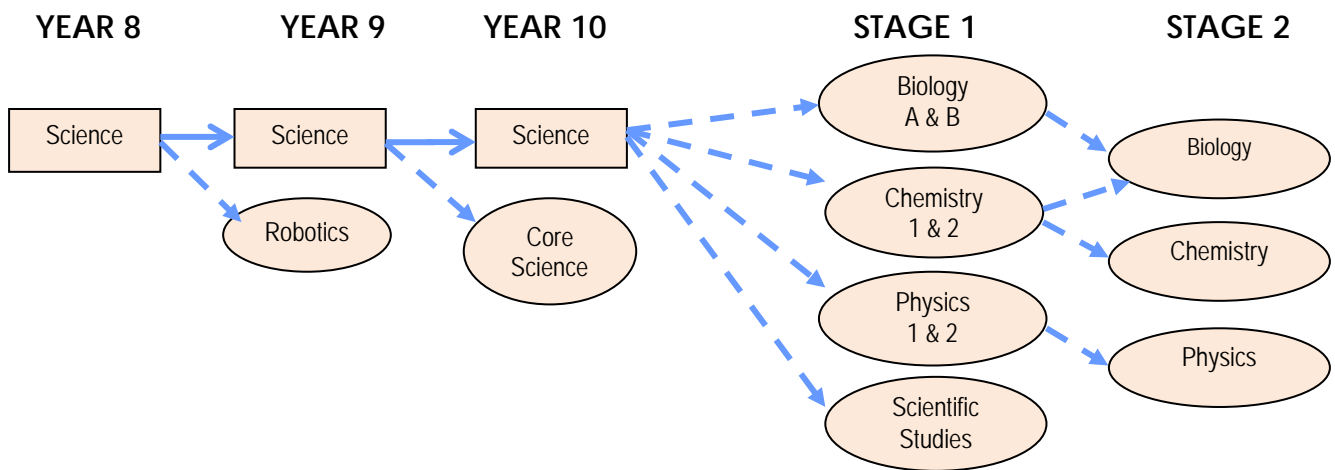 YEAR 8 YEAR 9 YEAR 10 STAGE 1 STAGE 2
Science
Science
Robotics
Science
Core
Science
Biology
A & B
Chemistry
1 & 2
Physics
1 & 2
Scientific
Studies
Biology
Chemistry
Physics